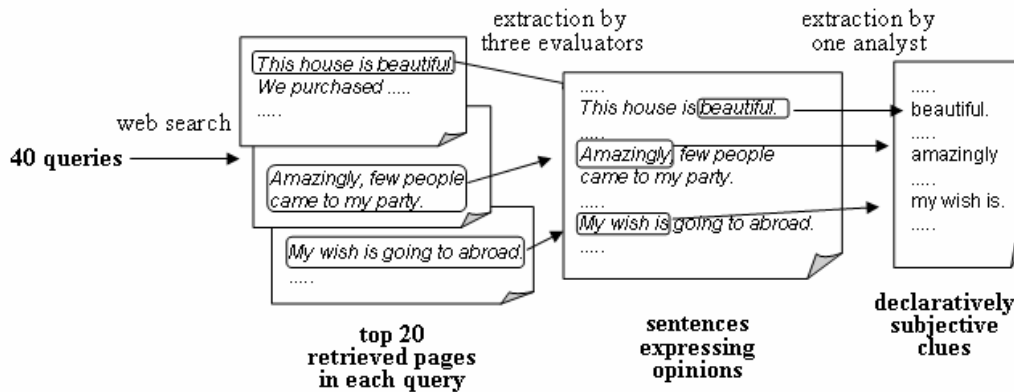 40 queries
web search
This house is beautiful.
We purchased .....
.....
Amazingly, few people
came to my party.
My wish is going to abroad.
.....
top 20
retrieved pages
in each query
extraction by
three evaluators
.....
This house is beautiful.
.....
Amazingly, few people
came to my party.
.....
My wish is going to abroad.
.....
sentences
expressing
opinions
extraction by
one analyst
.....
beautiful.
.....
amazingly
.....
my wish is.
.....
declaratively
subjective
clues